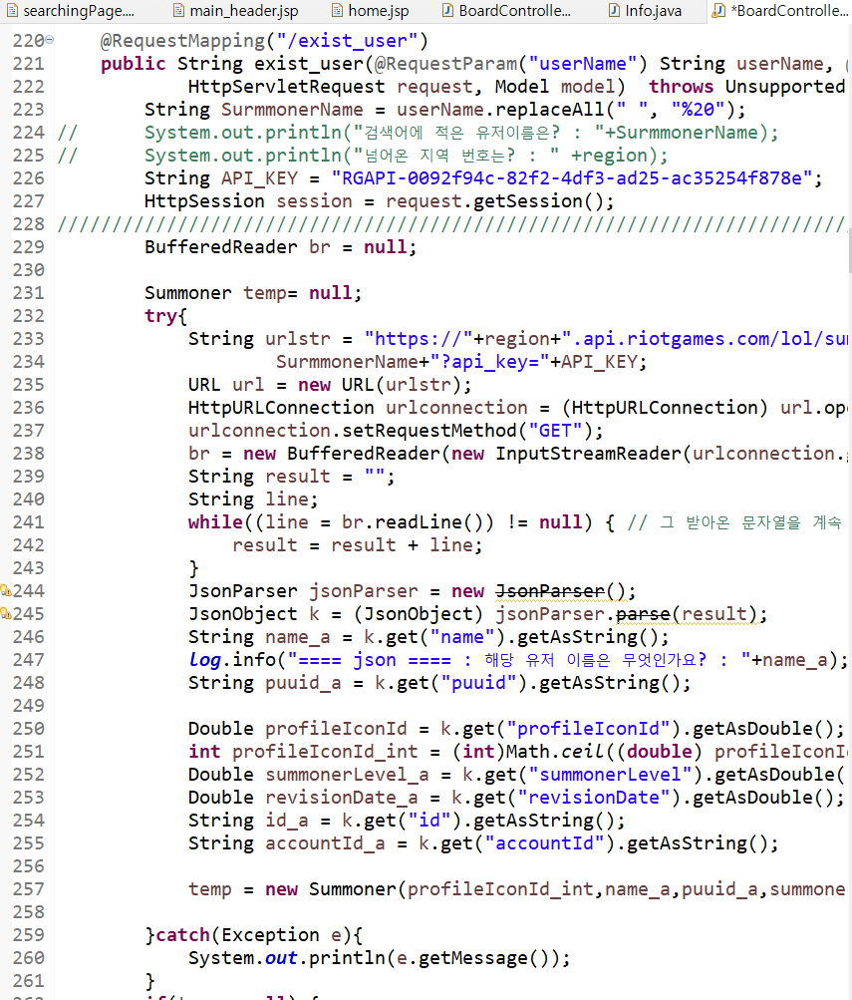 searchingPage....
main_header.jsp
home.jsp
BoardControlle...
Info.java
*BoardControlle...
220 @RequestMapping("/exist_user")
221 public String exist_user(@RequestParam("userName") String userName,
222 HttpServletRequest request, Model model) throws Unsupported
223 String SurmmonerName = userName.replaceAll(" ", "%20");
224 // System.out.println("검색어에 적은 유저이름은? : "+SurmmonerName);
225 // System.out.println("넘어온 지역 번호는? : " +region);
226 String API_KEY = "RGAPI-0092f94c-82f2-4df3-ad25-ac35254f878e";
227 HttpSession session = request.getSession();
228 ////////////////////////////////////////////////////////////////////////
229 BufferedReader br = null;
230
231 Summoner temp= null;
232 try{
233 String urlstr = "https://"+region+".api.riotgames.com/lol/su
234 SurmmonerName+"?api_key="+API_KEY;
235 URL url = new URL(urlstr);
236 HttpURLConnection urlconnection = (HttpURLConnection) url.op
237 urlconnection.setRequestMethod("GET");
238 br = new BufferedReader(new InputStreamReader(urlconnection.
239 String result = "";
240 String line;
241 while((line = br.readLine()) != null) { // 그 받아온 문자열을 계속
242 result = result + line;
243 }
244 JsonParser jsonParser = new JsonParser();
245 JsonObject k = (JsonObject) jsonParser.parse(result);
246 String name_a = k.get("name").getAsString();
247 log.info("==== json ==== : 해당 유저 이름은 무엇인가요? : "+name_a);
248 String puuid_a = k.get("puuid").getAsString();
249
250 Double profileIconId = k.get("profileIconId").getAsDouble();
251 int profileIconId_int = (int)Math.ceil((double) profileIconI
252 Double summonerLevel_a = k.get("summonerLevel").getAsDouble(
253 Double revisionDate_a = k.get("revisionDate").getAsDouble();
254 String id_a = k.get("id").getAsString();
255 String accountId_a = k.get("accountId").getAsString();
256
257 temp = new Summoner(profileIconId_int,name_a,puuid_a,summone
258
259 }catch(Exception e){
260 System.out.println(e.getMessage());
261 }